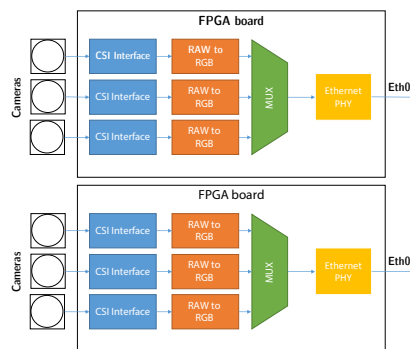 FPGA board
Cameras
CSI Interface
RAW to
RGB
CSI Interface
RAW to
RGB
CSI Interface
RAW to
RGB
MUX
Ethernet
PHY
Eth0
FPGA board
Cameras
CSI Interface
RAW to
RGB
CSI Interface
RAW to
RGB
CSI Interface
RAW to
RGB
MUX
Ethernet
PHY
Eth0